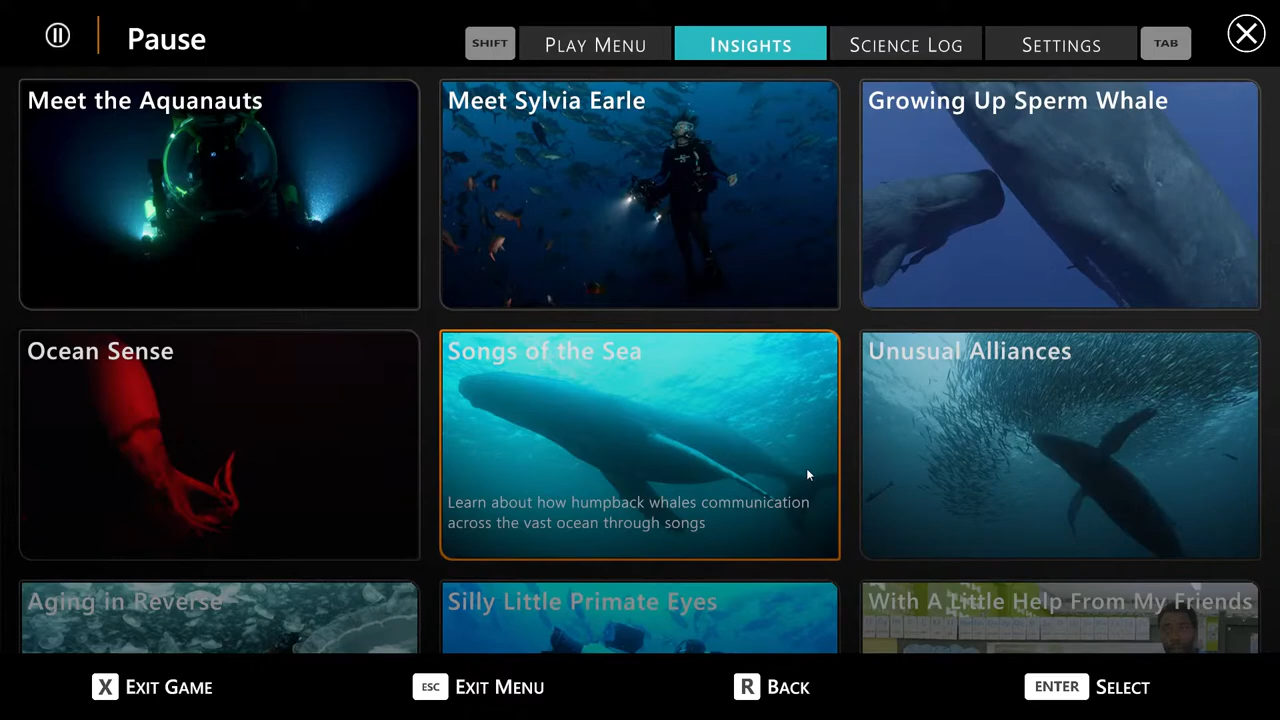 Pause
SHIFT
PLAY MENU
INSIGHTS
SCIENCE LOG
SETTINGS
TAB
Meet the Aquanauts
Meet Sylvia Earle
Growing Up Sperm Whale
Ocean Sense
Songs of the Sea
Learn about how humpback whales communication
across the vast ocean through songs
Unusual Alliances
Aging in Reverse
Silly Little Primate Eyes
With A Little Help From My Friends
X EXIT GAME
ESC EXIT MENU
R BACK
ENTER SELECT